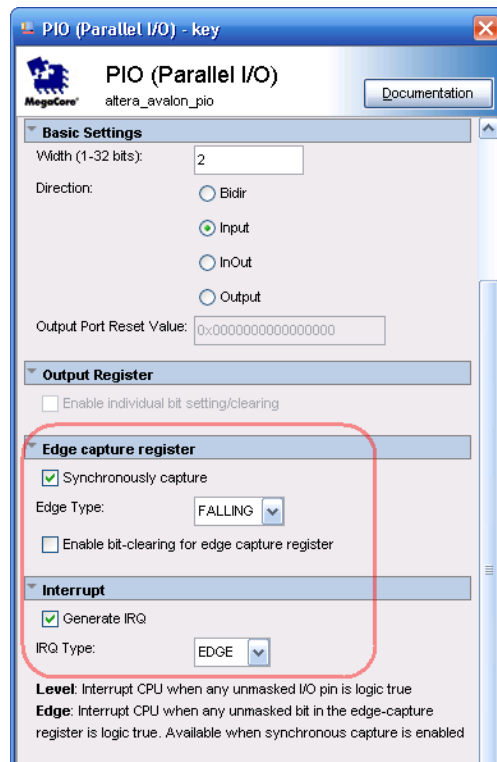 PIO (Parallel I/O) - key
PIO (Parallel I/O)
MegaCore®
altera_avalon_pio
Documentation
Basic Settings
Width (1-32 bits): 2
Direction: Bidir
Input
InOut
Output
Output Port Reset Value: 0x0000000000000000
Output Register
Enable individual bit setting/clearing
Edge capture register
Synchronously capture
Edge Type: FALLING
Enable bit-clearing for edge capture register
Interrupt
Generate IRQ
IRQ Type: EDGE
Level: Interrupt CPU when any unmasked I/O pin is logic true
Edge: Interrupt CPU when any unmasked bit in the edge-capture
register is logic true. Available when synchronous capture is enabled